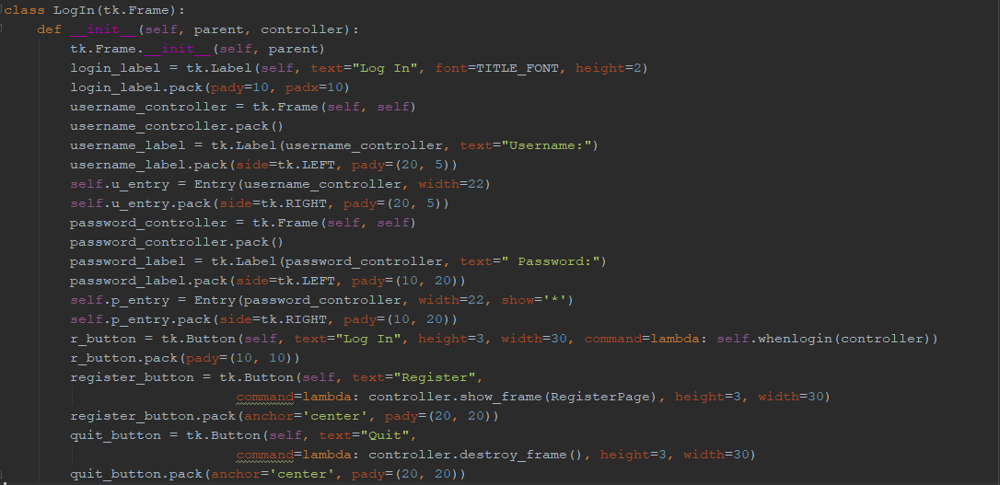 class LogIn(tk.Frame):
    def __init__(self, parent, controller):
        tk.Frame.__init__(self, parent)
        login_label = tk.Label(self, text="Log In", font=TITLE_FONT, height=2)
        login_label.pack(pady=10, padx=10)
        username_controller = tk.Frame(self, self)
        username_controller.pack()
        username_label = tk.Label(username_controller, text="Username:")
        username_label.pack(side=tk.LEFT, pady=(20, 5))
        self.u_entry = Entry(username_controller, width=22)
        self.u_entry.pack(side=tk.RIGHT, pady=(20, 5))
        password_controller = tk.Frame(self, self)
        password_controller.pack()
        password_label = tk.Label(password_controller, text=" Password:")
        password_label.pack(side=tk.LEFT, pady=(10, 20))
        self.p_entry = Entry(password_controller, width=22, show='*')
        self.p_entry.pack(side=tk.RIGHT, pady=(10, 20))
        r_button = tk.Button(self, text="Log In", height=3, width=30, command=lambda: self.whenlogin(controller))
        r_button.pack(pady=(10, 10))
        register_button = tk.Button(self, text="Register",
                            command=lambda: controller.show_frame(RegisterPage), height=3, width=30)
        register_button.pack(anchor='center', pady=(20, 20))
        quit_button = tk.Button(self, text="Quit",
                            command=lambda: controller.destroy_frame(), height=3, width=30)
        quit_button.pack(anchor='center', pady=(20, 20))